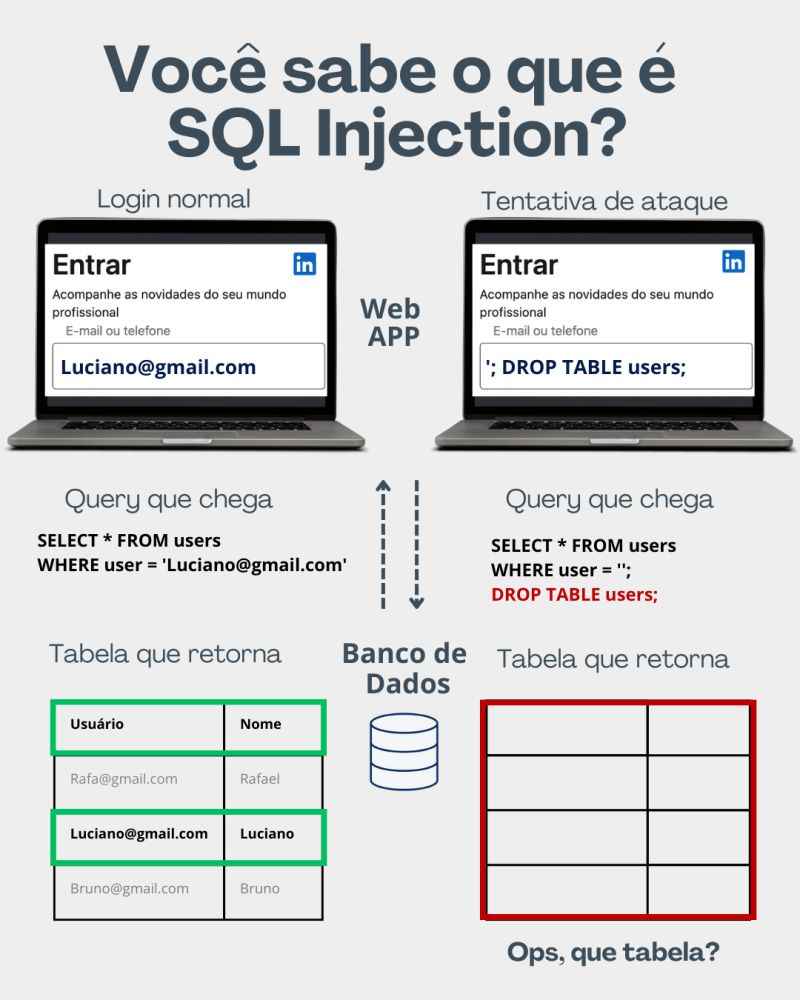 Você sabe o que é
SQL Injection?
Login normal
Entrar
in
Acompanhe as novidades do seu mundo
profissional
E-mail ou telefone
Luciano@gmail.com
Web
APP
Tentativa de ataque
Entrar
in
Acompanhe as novidades do seu mundo
profissional
E-mail ou telefone
'; DROP TABLE users;
Query que chega
SELECT * FROM users
WHERE user = 'Luciano@gmail.com'
Query que chega
SELECT * FROM users
WHERE user = '';
DROP TABLE users;
Tabela que retorna
Usuário Nome
Rafa@gmail.com Rafael
Luciano@gmail.com Luciano
Bruno@gmail.com Bruno
Banco de
Dados
Tabela que retorna
Ops, que tabela?